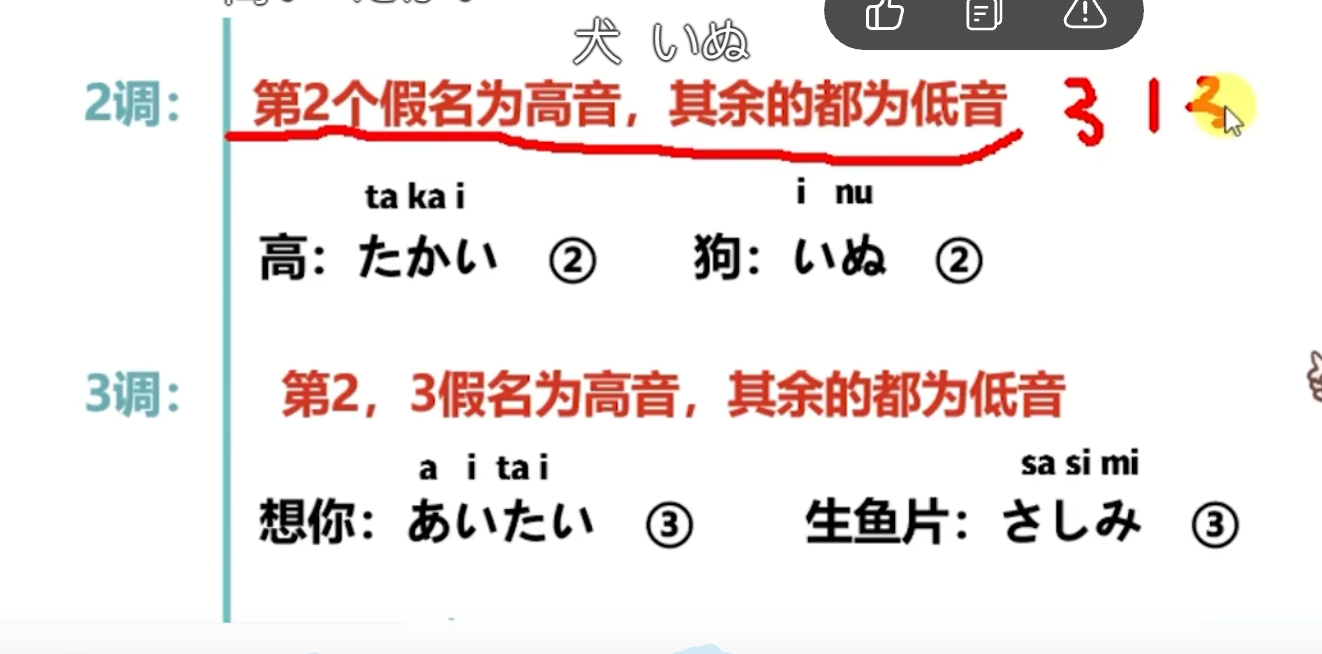 犬 いぬ
2调： 第2个假名为高音，其余的都为低音 3 1 2
ta ka i i nu
高：たかい ② 狗：いぬ ②
3调： 第2，3假名为高音，其余的都为低音
a i ta i sa si mi
想你：あいたい ③ 生鱼片：さしみ ③